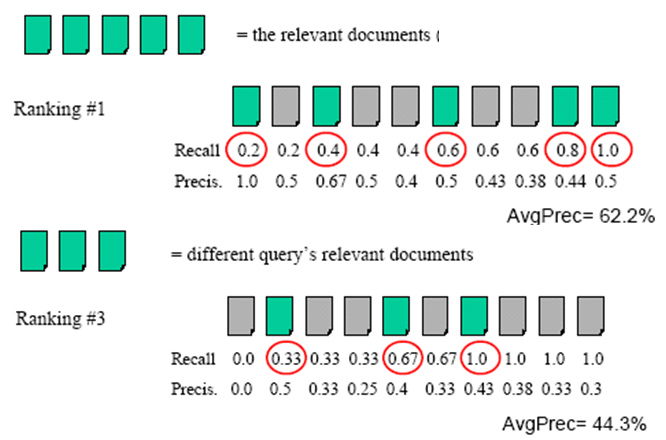 = the relevant documents (
Ranking #1
Recall 0.2 0.2 0.4 0.4 0.4 0.6 0.6 0.6 0.8 1.0
Precis. 1.0 0.5 0.67 0.5 0.4 0.5 0.43 0.38 0.44 0.5
AvgPrec= 62.2%
= different query's relevant documents
Ranking #3
Recall 0.0 0.33 0.33 0.33 0.67 0.67 1.0 1.0 1.0 1.0
Precis. 0.0 0.5 0.33 0.25 0.4 0.33 0.43 0.38 0.33 0.3
AvgPrec= 44.3%